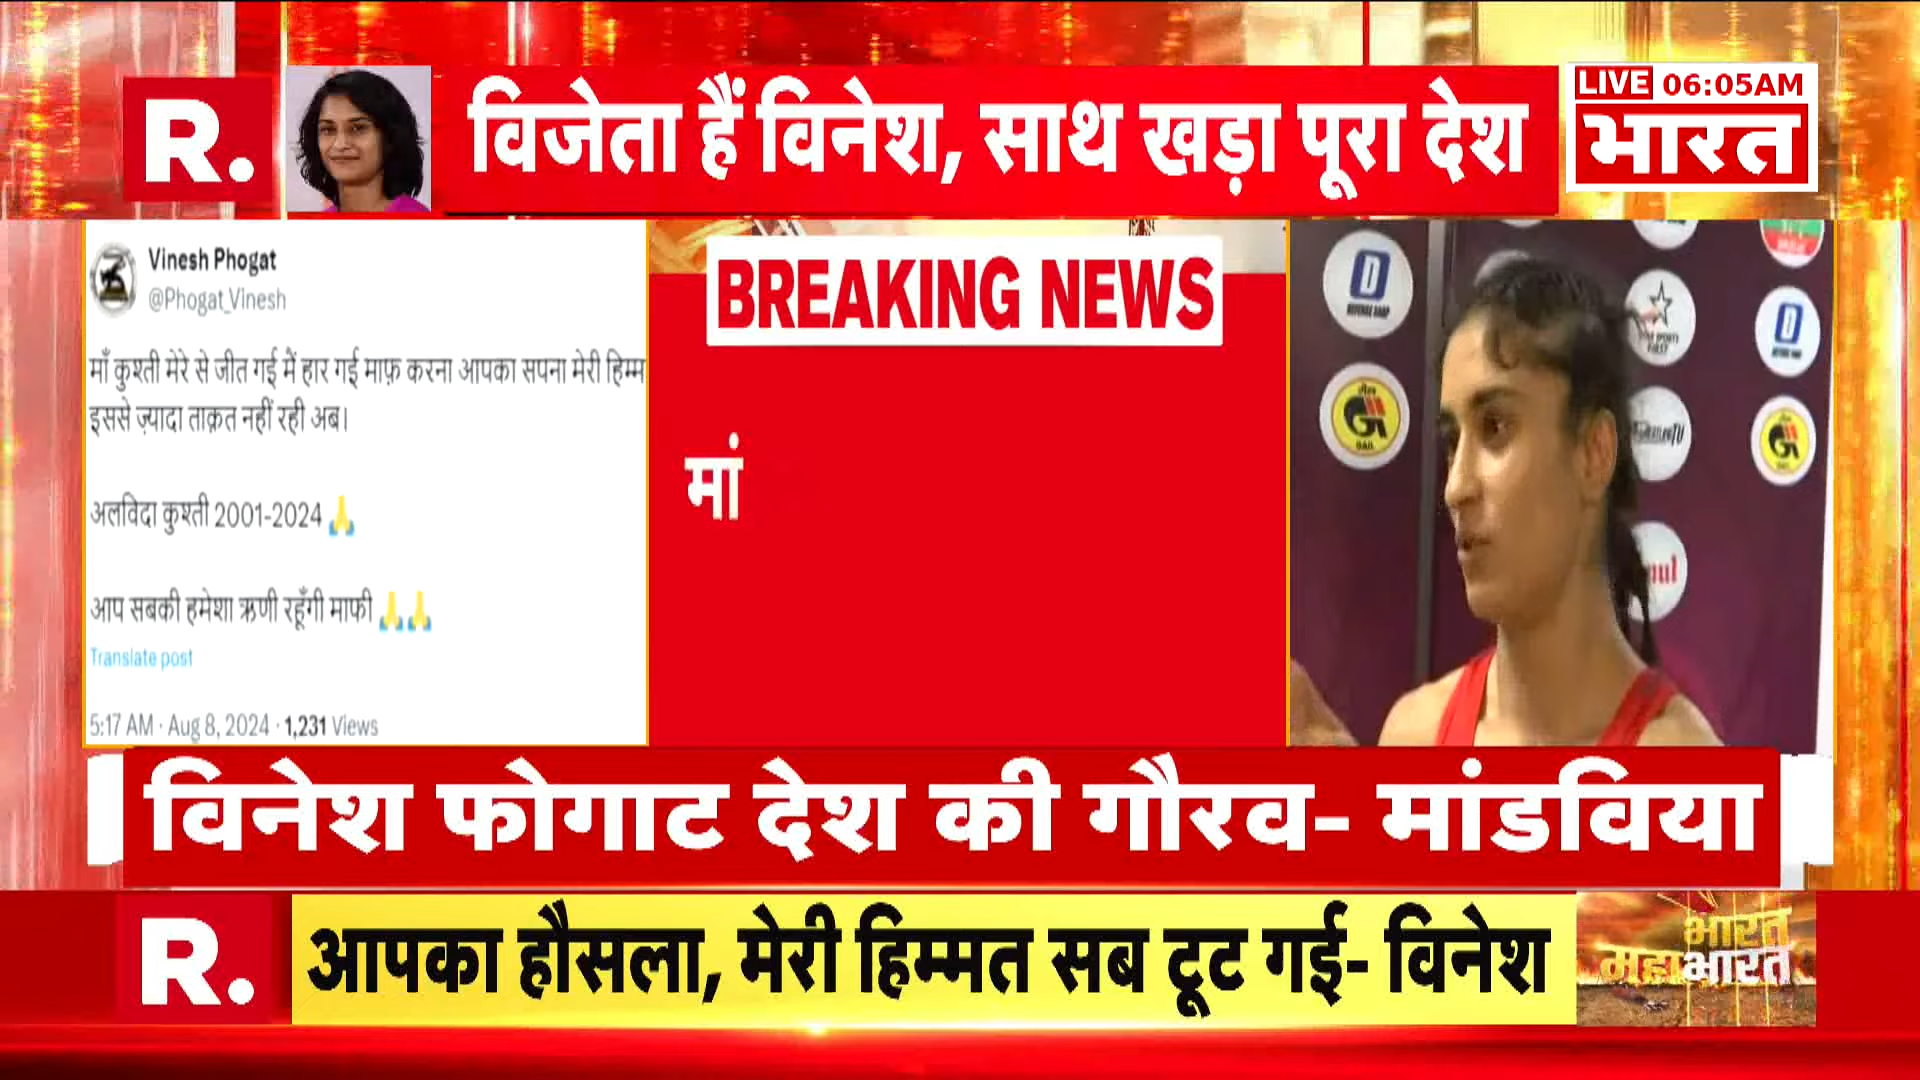 R.
विजेता हैं विनेश, साथ खड़ा पूरा देश
LIVE 06:05AM
भारत
Vinesh Phogat
@Phogat_Vinesh
माँ कुश्ती मेरे से जीत गई मैं हार गई माफ़ करना आपका सपना मेरी हिम्म
इससे ज़्यादा ताक़त नहीं रही अब।
अलविदा कुश्ती 2001-2024 🙏
आप सबकी हमेशा ऋणी रहूँगी माफी 🙏🙏
Translate post
5:17 AM · Aug 8, 2024 · 1,231 Views
BREAKING NEWS
मां
D
D
GAIL
विनेश फोगाट देश की गौरव- मांडविया
R.
आपका हौसला, मेरी हिम्मत सब टूट गई- विनेश
भारत
महाभारत